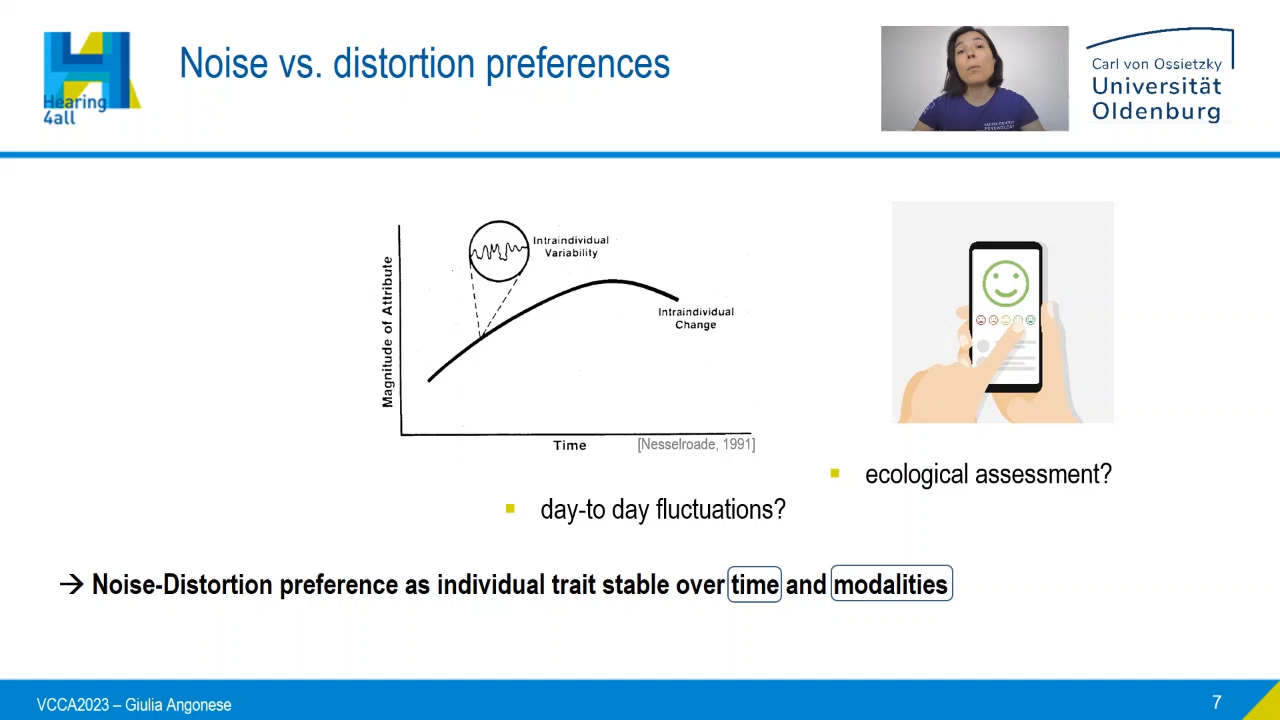 Hearing
4all
Noise vs. distortion preferences
Carl von Ossietzky
Universität
Oldenburg
Magnitude of Attribute
Intraindividual
Variability
Intraindividual
Change
Time
[Nesselroade, 1991]
ecological assessment?
day-to day fluctuations?
→ Noise-Distortion preference as individual trait stable over time and modalities
VCCA2023 – Giulia Angonese
7